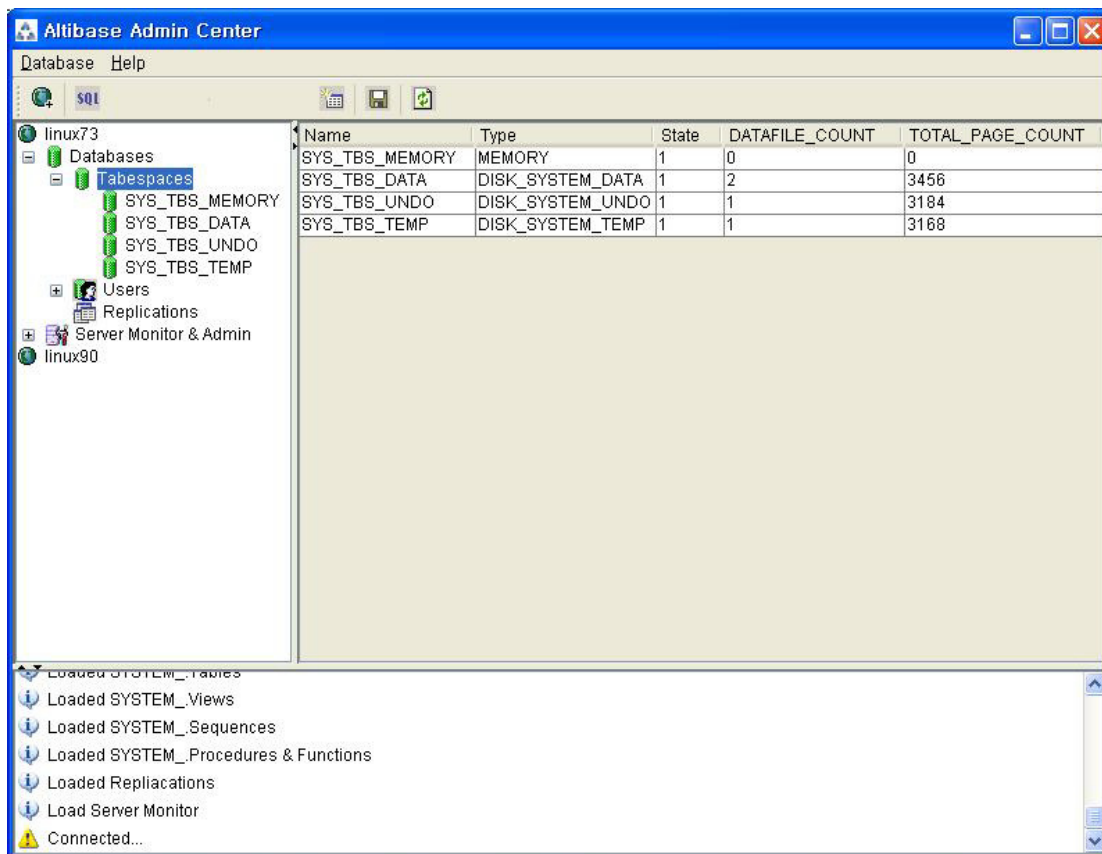 Altibase Admin Center
Database Help
SQL
linux73
Databases
Tabespaces
SYS_TBS_MEMORY
SYS_TBS_DATA
SYS_TBS_UNDO
SYS_TBS_TEMP
Users
Replications
Server Monitor & Admin
linux90
Name Type State DATAFILE_COUNT TOTAL_PAGE_COUNT
SYS_TBS_MEMORY MEMORY 1 0 0
SYS_TBS_DATA DISK_SYSTEM_DATA 1 2 3456
SYS_TBS_UNDO DISK_SYSTEM_UNDO 1 1 3184
SYS_TBS_TEMP DISK_SYSTEM_TEMP 1 1 3168
Loaded SYSTEM_.Tables
Loaded SYSTEM_.Views
Loaded SYSTEM_.Sequences
Loaded SYSTEM_.Procedures & Functions
Loaded Repliacations
Load Server Monitor
Connected...